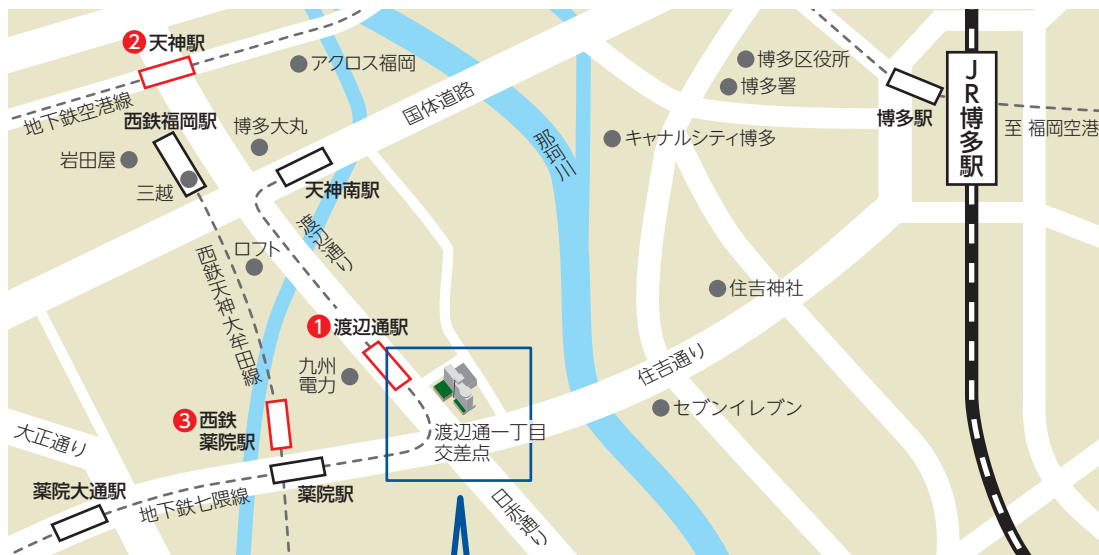 ❷天神駅
アクロス福岡
博多区役所
博多署
地下鉄空港線
西鉄福岡駅
博多大丸
国体道路
那珂川
キャナルシティ博多
博多駅
JR博多駅
至 福岡空港
岩田屋
三越
天神南駅
渡辺通り
ロフト
西鉄天神大牟田線
住吉神社
❶渡辺通駅
九州
電力
住吉通り
セブンイレブン
❸西鉄
薬院駅
渡辺通一丁目
交差点
大正通り
薬院大通駅
地下鉄七隈線
薬院駅
日赤通り